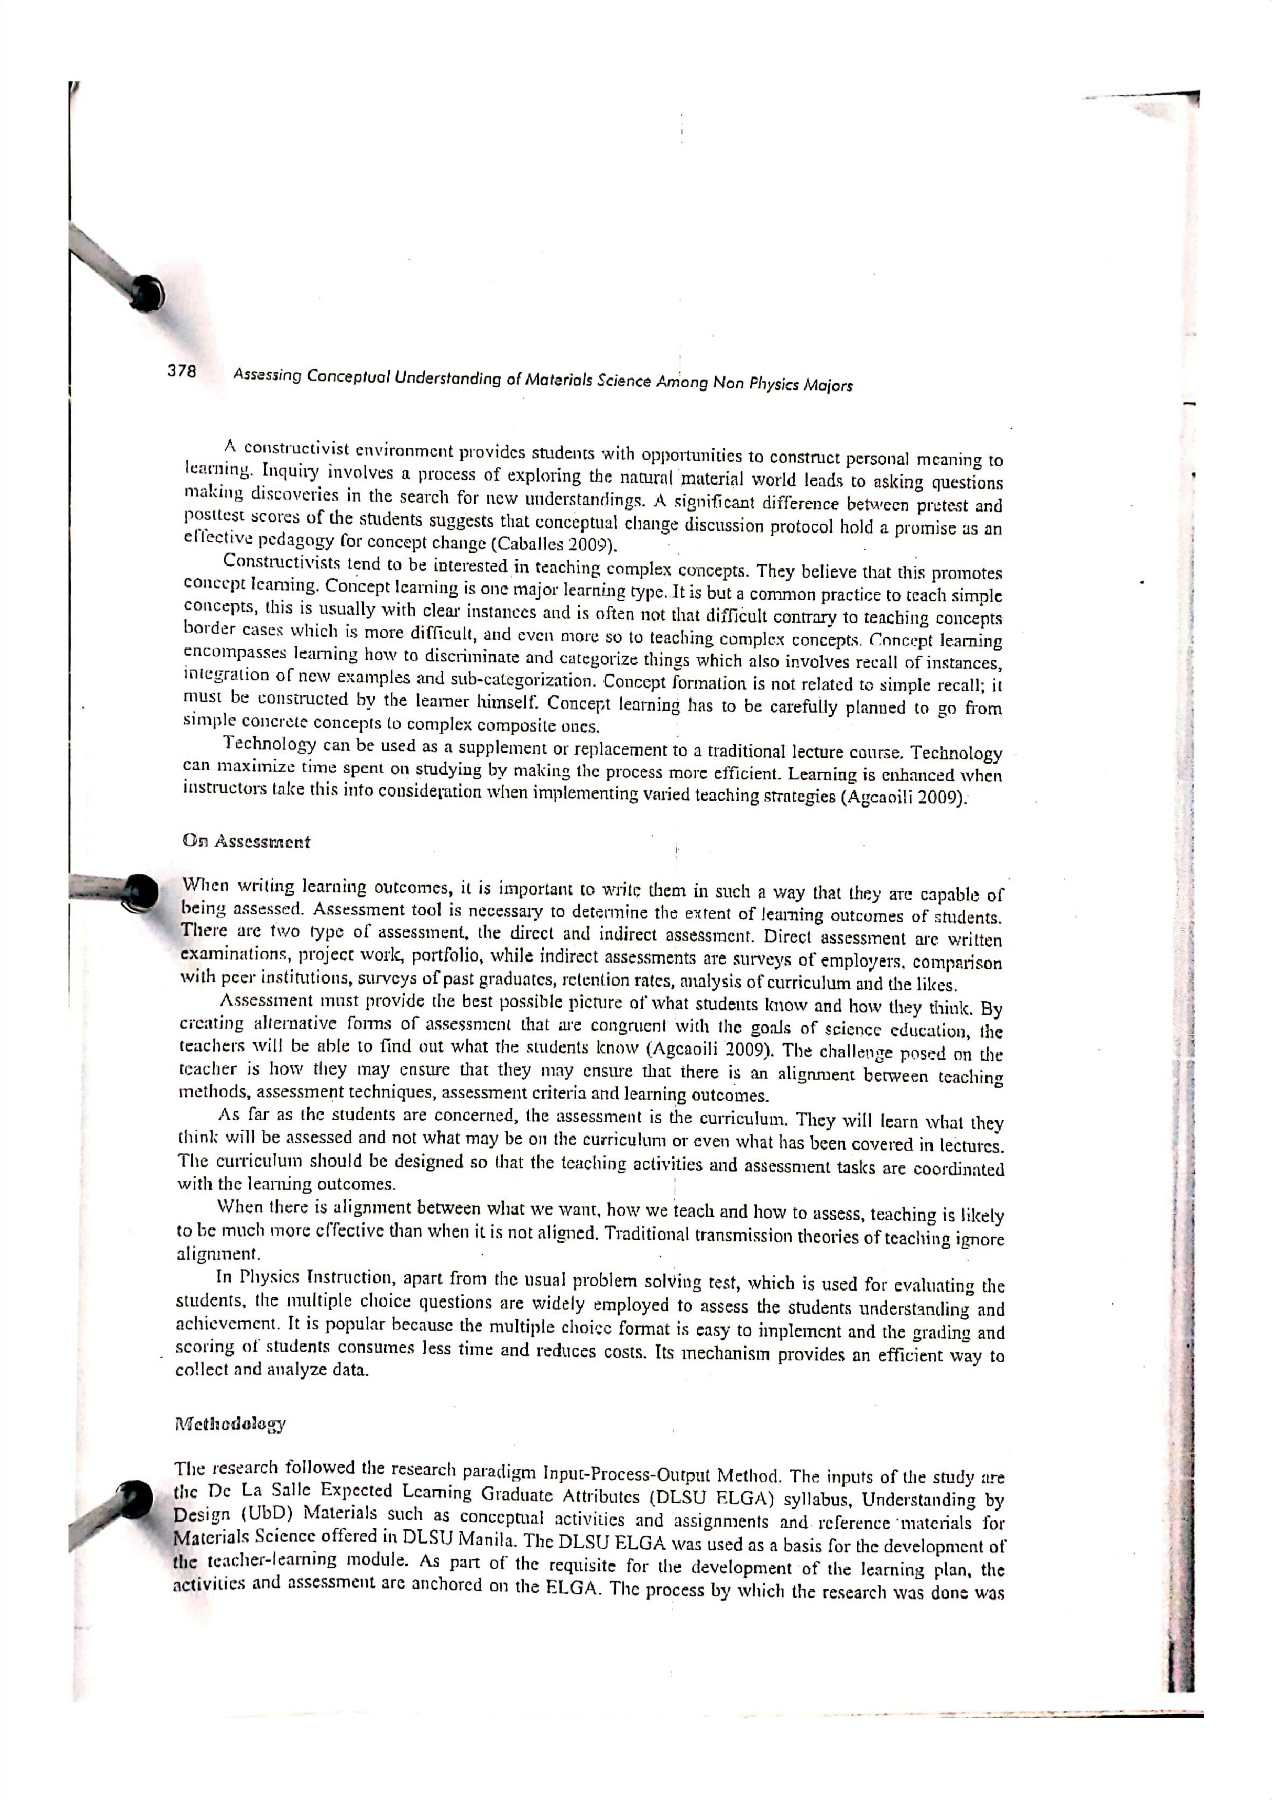 378 Assessing Conceptual Understanding of Materials Science Among Non Physics Majors
A constructivist environment provides students with opportunities to construct personal meaning to
learning. Inquiry involves a process of exploring the natural material world leads to asking questions
making discoveries in the search for new understandings. A significant difference between pretest and
posttest scores of the students suggests that conceptual change discussion protocol hold a promise as an
effective pedagogy for concept change (Caballes 2009).
Constructivists tend to be interested in teaching complex concepts. They believe that this promotes
concept learning. Concept learning is one major learning type. It is but a common practice to teach simple
concepts, this is usually with clear instances and is often not that difficult contrary to teaching concepts
border cases which is more difficult, and even more so to teaching complex concepts. Concept learning
encompasses learning how to discriminate and categorize things which also involves recall of instances,
integration of new examples and sub-categorization. Concept formation is not related to simple recall; it
must be constructed by the learner himself. Concept learning has to be carefully planned to go from
simple concrete concepts to complex composite ones.
Technology can be used as a supplement or replacement to a traditional lecture course. Technology
can maximize time spent on studying by making the process more efficient. Learning is enhanced when
instructors take this into consideration when implementing varied teaching strategies (Agcaoili 2009).
On Assessment
When writing learning outcomes, it is important to write them in such a way that they are capable of
being assessed. Assessment tool is necessary to determine the extent of learning outcomes of students.
There are two type of assessment, the direct and indirect assessment. Direct assessment are written
examinations, project work, portfolio, while indirect assessments are surveys of employers, comparison
with peer institutions, surveys of past graduates, retention rates, analysis of curriculum and the likes.
Assessment must provide the best possible picture of what students know and how they think. By
creating alternative forms of assessment that are congruent with the goals of science education, the
teachers will be able to find out what the students know (Agcaoili 2009). The challenge posed on the
teacher is how they may ensure that they may ensure that there is an alignment between teaching
methods, assessment techniques, assessment criteria and learning outcomes.
As far as the students are concerned, the assessment is the curriculum. They will learn what they
think will be assessed and not what may be on the curriculum or even what has been covered in lectures.
The curriculum should be designed so that the teaching activities and assessment tasks are coordinated
with the learning outcomes.
When there is alignment between what we want, how we teach and how to assess, teaching is likely
to be much more effective than when it is not aligned. Traditional transmission theories of teaching ignore
alignment.
In Physics Instruction, apart from the usual problem solving test, which is used for evaluating the
students, the multiple choice questions are widely employed to assess the students understanding and
achievement. It is popular because the multiple choice format is easy to implement and the grading and
scoring of students consumes less time and reduces costs. Its mechanism provides an efficient way to
collect and analyze data.
Methodology
The research followed the research paradigm Input-Process-Output Method. The inputs of the study are
the De La Salle Expected Learning Graduate Attributes (DLSU ELGA) syllabus, Understanding by
Design (UbD) Materials such as conceptual activities and assignments and reference materials for
Materials Science offered in DLSU Manila. The DLSU ELGA was used as a basis for the development of
the teacher-learning module. As part of the requisite for the development of the learning plan, the
activities and assessment are anchored on the ELGA. The process by which the research was done was